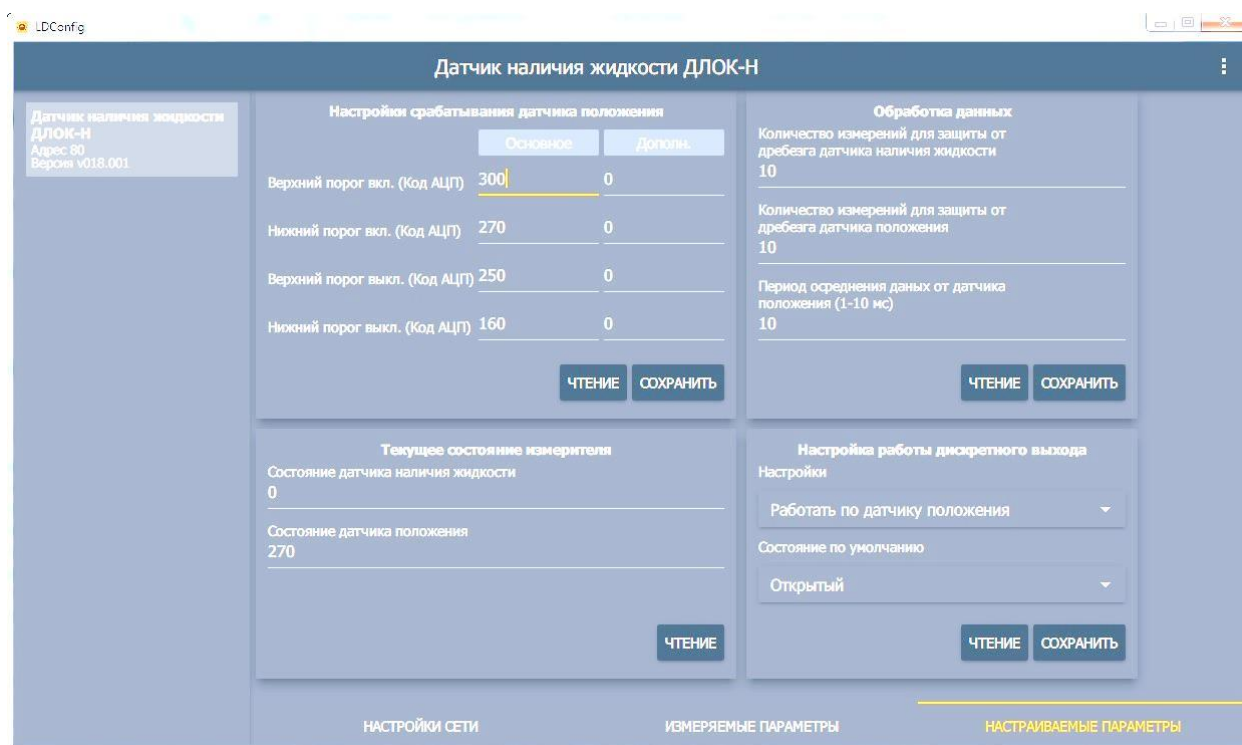 LDConfig
Датчик наличия жидкости ДЛОК-Н
Датчик наличия жидкости
ДЛОК-Н
Адрес 80
Версия v018.001
Настройки срабатывания датчика положения
Основное Дополн.
Верхний порог вкл. (Код АЦП) 300 0
Нижний порог вкл. (Код АЦП) 270 0
Верхний порог выкл. (Код АЦП) 250 0
Нижний порог выкл. (Код АЦП) 160 0
ЧТЕНИЕ СОХРАНИТЬ
Обработка данных
Количество измерений для защиты от
дребезга датчика наличия жидкости
10
Количество измерений для защиты от
дребезга датчика положения
10
Период осреднения даных от датчика
положения (1-10 мс)
10
ЧТЕНИЕ СОХРАНИТЬ
Текущее состояние измерителя
Состояние датчика наличия жидкости
0
Состояние датчика положения
270
ЧТЕНИЕ
Настройка работы дискретного выхода
Настройки
Работать по датчику положения
Состояние по умолчанию
Открытый
ЧТЕНИЕ СОХРАНИТЬ
НАСТРОЙКИ СЕТИ ИЗМЕРЯЕМЫЕ ПАРАМЕТРЫ НАСТРАИВАЕМЫЕ ПАРАМЕТРЫ